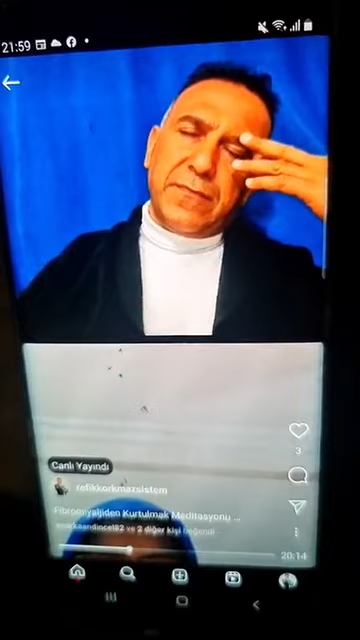 21:59
Canlı Yayındı
refikkorkmazsistem
Fibromiyaljiden Kurtulmak Meditasyonu ...
ve 2 diğer kişi beğendi
3
20:14